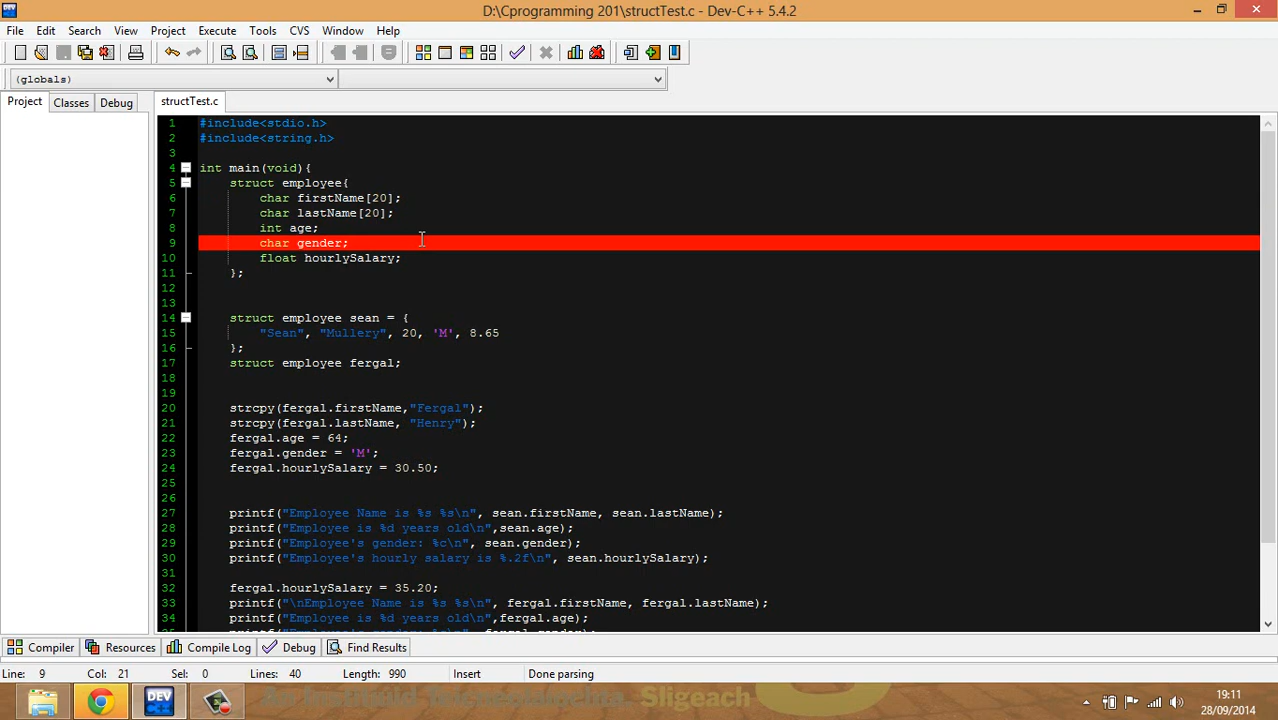 D:\Cprogramming 201\structTest.c - Dev-C++ 5.4.2
File Edit Search View Project Execute Tools CVS Window Help
(globals)
Project Classes Debug structTest.c
1 #include<stdio.h>
2 #include<string.h>
3
4 int main(void){
5 struct employee{
6 char firstName[20];
7 char lastName[20];
8 int age;
9 char gender;
10 float hourlySalary;
11 };
12
13
14 struct employee sean = {
15 "Sean", "Mullery", 20, 'M', 8.65
16 };
17 struct employee fergal;
18
19
20 strcpy(fergal.firstName,"Fergal");
21 strcpy(fergal.lastName, "Henry");
22 fergal.age = 64;
23 fergal.gender = 'M';
24 fergal.hourlySalary = 30.50;
25
26
27 printf("Employee Name is %s %s\n", sean.firstName, sean.lastName);
28 printf("Employee is %d years old\n",sean.age);
29 printf("Employee's gender: %c\n", sean.gender);
30 printf("Employee's hourly salary is %.2f\n", sean.hourlySalary);
31
32 fergal.hourlySalary = 35.20;
33 printf("\nEmployee Name is %s %s\n", fergal.firstName, fergal.lastName);
34 printf("Employee is %d years old\n",fergal.age);
Compiler Resources Compile Log Debug Find Results
Line: 9 Col: 21 Sel: 0 Lines: 40 Length: 990 Insert Done parsing
DEV Sligeach
19:11
28/09/2014